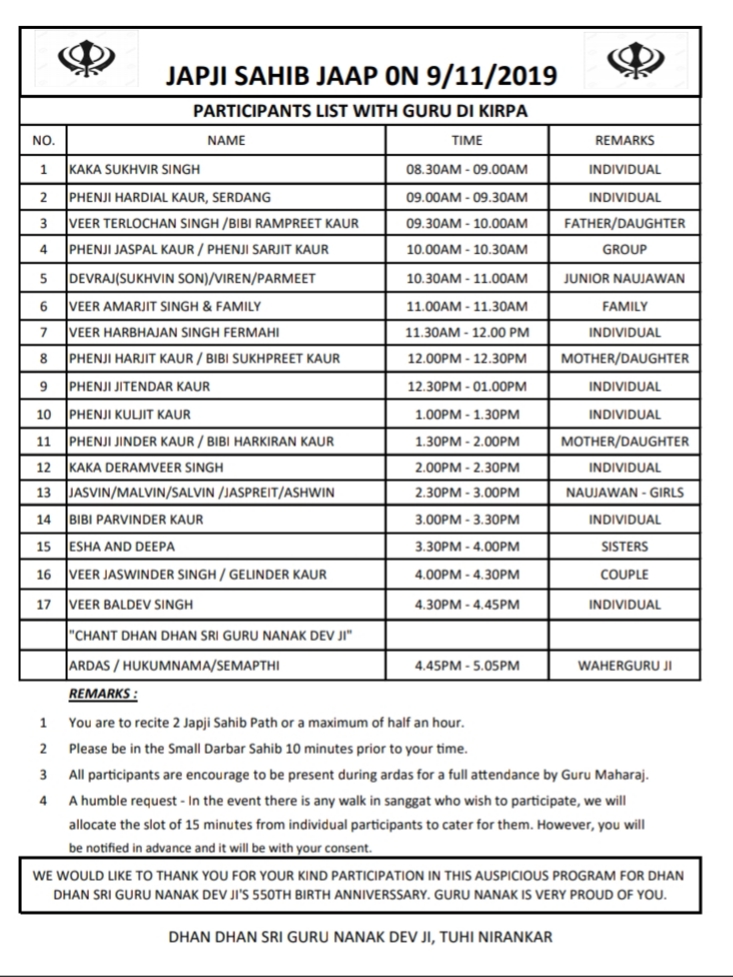 JAPJI SAHIB JAAP 0N 9/11/2019
PARTICIPANTS LIST WITH GURU DI KIRPA
NO. NAME TIME REMARKS
1 KAKA SUKHVIR SINGH 08.30AM - 09.00AM INDIVIDUAL
2 PHENJI HARDIAL KAUR, SERDANG 09.00AM - 09.30AM INDIVIDUAL
3 VEER TERLOCHAN SINGH /BIBI RAMPREET KAUR 09.30AM - 10.00AM FATHER/DAUGHTER
4 PHENJI JASPAL KAUR / PHENJI SARJIT KAUR 10.00AM - 10.30AM GROUP
5 DEVRAJ(SUKHVIN SON)/VIREN/PARMEET 10.30AM - 11.00AM JUNIOR NAUJAWAN
6 VEER AMARJIT SINGH & FAMILY 11.00AM - 11.30AM FAMILY
7 VEER HARBHAJAN SINGH FERMAHI 11.30AM - 12.00 PM INDIVIDUAL
8 PHENJI HARJIT KAUR / BIBI SUKHPREET KAUR 12.00PM - 12.30PM MOTHER/DAUGHTER
9 PHENJI JITENDAR KAUR 12.30PM - 01.00PM INDIVIDUAL
10 PHENJI KULJIT KAUR 1.00PM - 1.30PM INDIVIDUAL
11 PHENJI JINDER KAUR / BIBI HARKIRAN KAUR 1.30PM - 2.00PM MOTHER/DAUGHTER
12 KAKA DERAMVEER SINGH 2.00PM - 2.30PM INDIVIDUAL
13 JASVIN/MALVIN/SALVIN /JASPREIT/ASHWIN 2.30PM - 3.00PM NAUJAWAN - GIRLS
14 BIBI PARVINDER KAUR 3.00PM - 3.30PM INDIVIDUAL
15 ESHA AND DEEPA 3.30PM - 4.00PM SISTERS
16 VEER JASWINDER SINGH / GELINDER KAUR 4.00PM - 4.30PM COUPLE
17 VEER BALDEV SINGH 4.30PM - 4.45PM INDIVIDUAL
"CHANT DHAN DHAN SRI GURU NANAK DEV JI"
ARDAS / HUKUMNAMA/SEMAPTHI 4.45PM - 5.05PM WAHERGURU JI
REMARKS :
1 You are to recite 2 Japji Sahib Path or a maximum of half an hour.
2 Please be in the Small Darbar Sahib 10 minutes prior to your time.
3 All participants are encourage to be present during ardas for a full attendance by Guru Maharaj.
4 A humble request - In the event there is any walk in sanggat who wish to participate, we will
allocate the slot of 15 minutes from individual participants to cater for them. However, you will
be notified in advance and it will be with your consent.
WE WOULD LIKE TO THANK YOU FOR YOUR KIND PARTICIPATION IN THIS AUSPICIOUS PROGRAM FOR DHAN
DHAN SRI GURU NANAK DEV JI'S 550TH BIRTH ANNIVERSSARY. GURU NANAK IS VERY PROUD OF YOU.
DHAN DHAN SRI GURU NANAK DEV JI, TUHI NIRANKAR